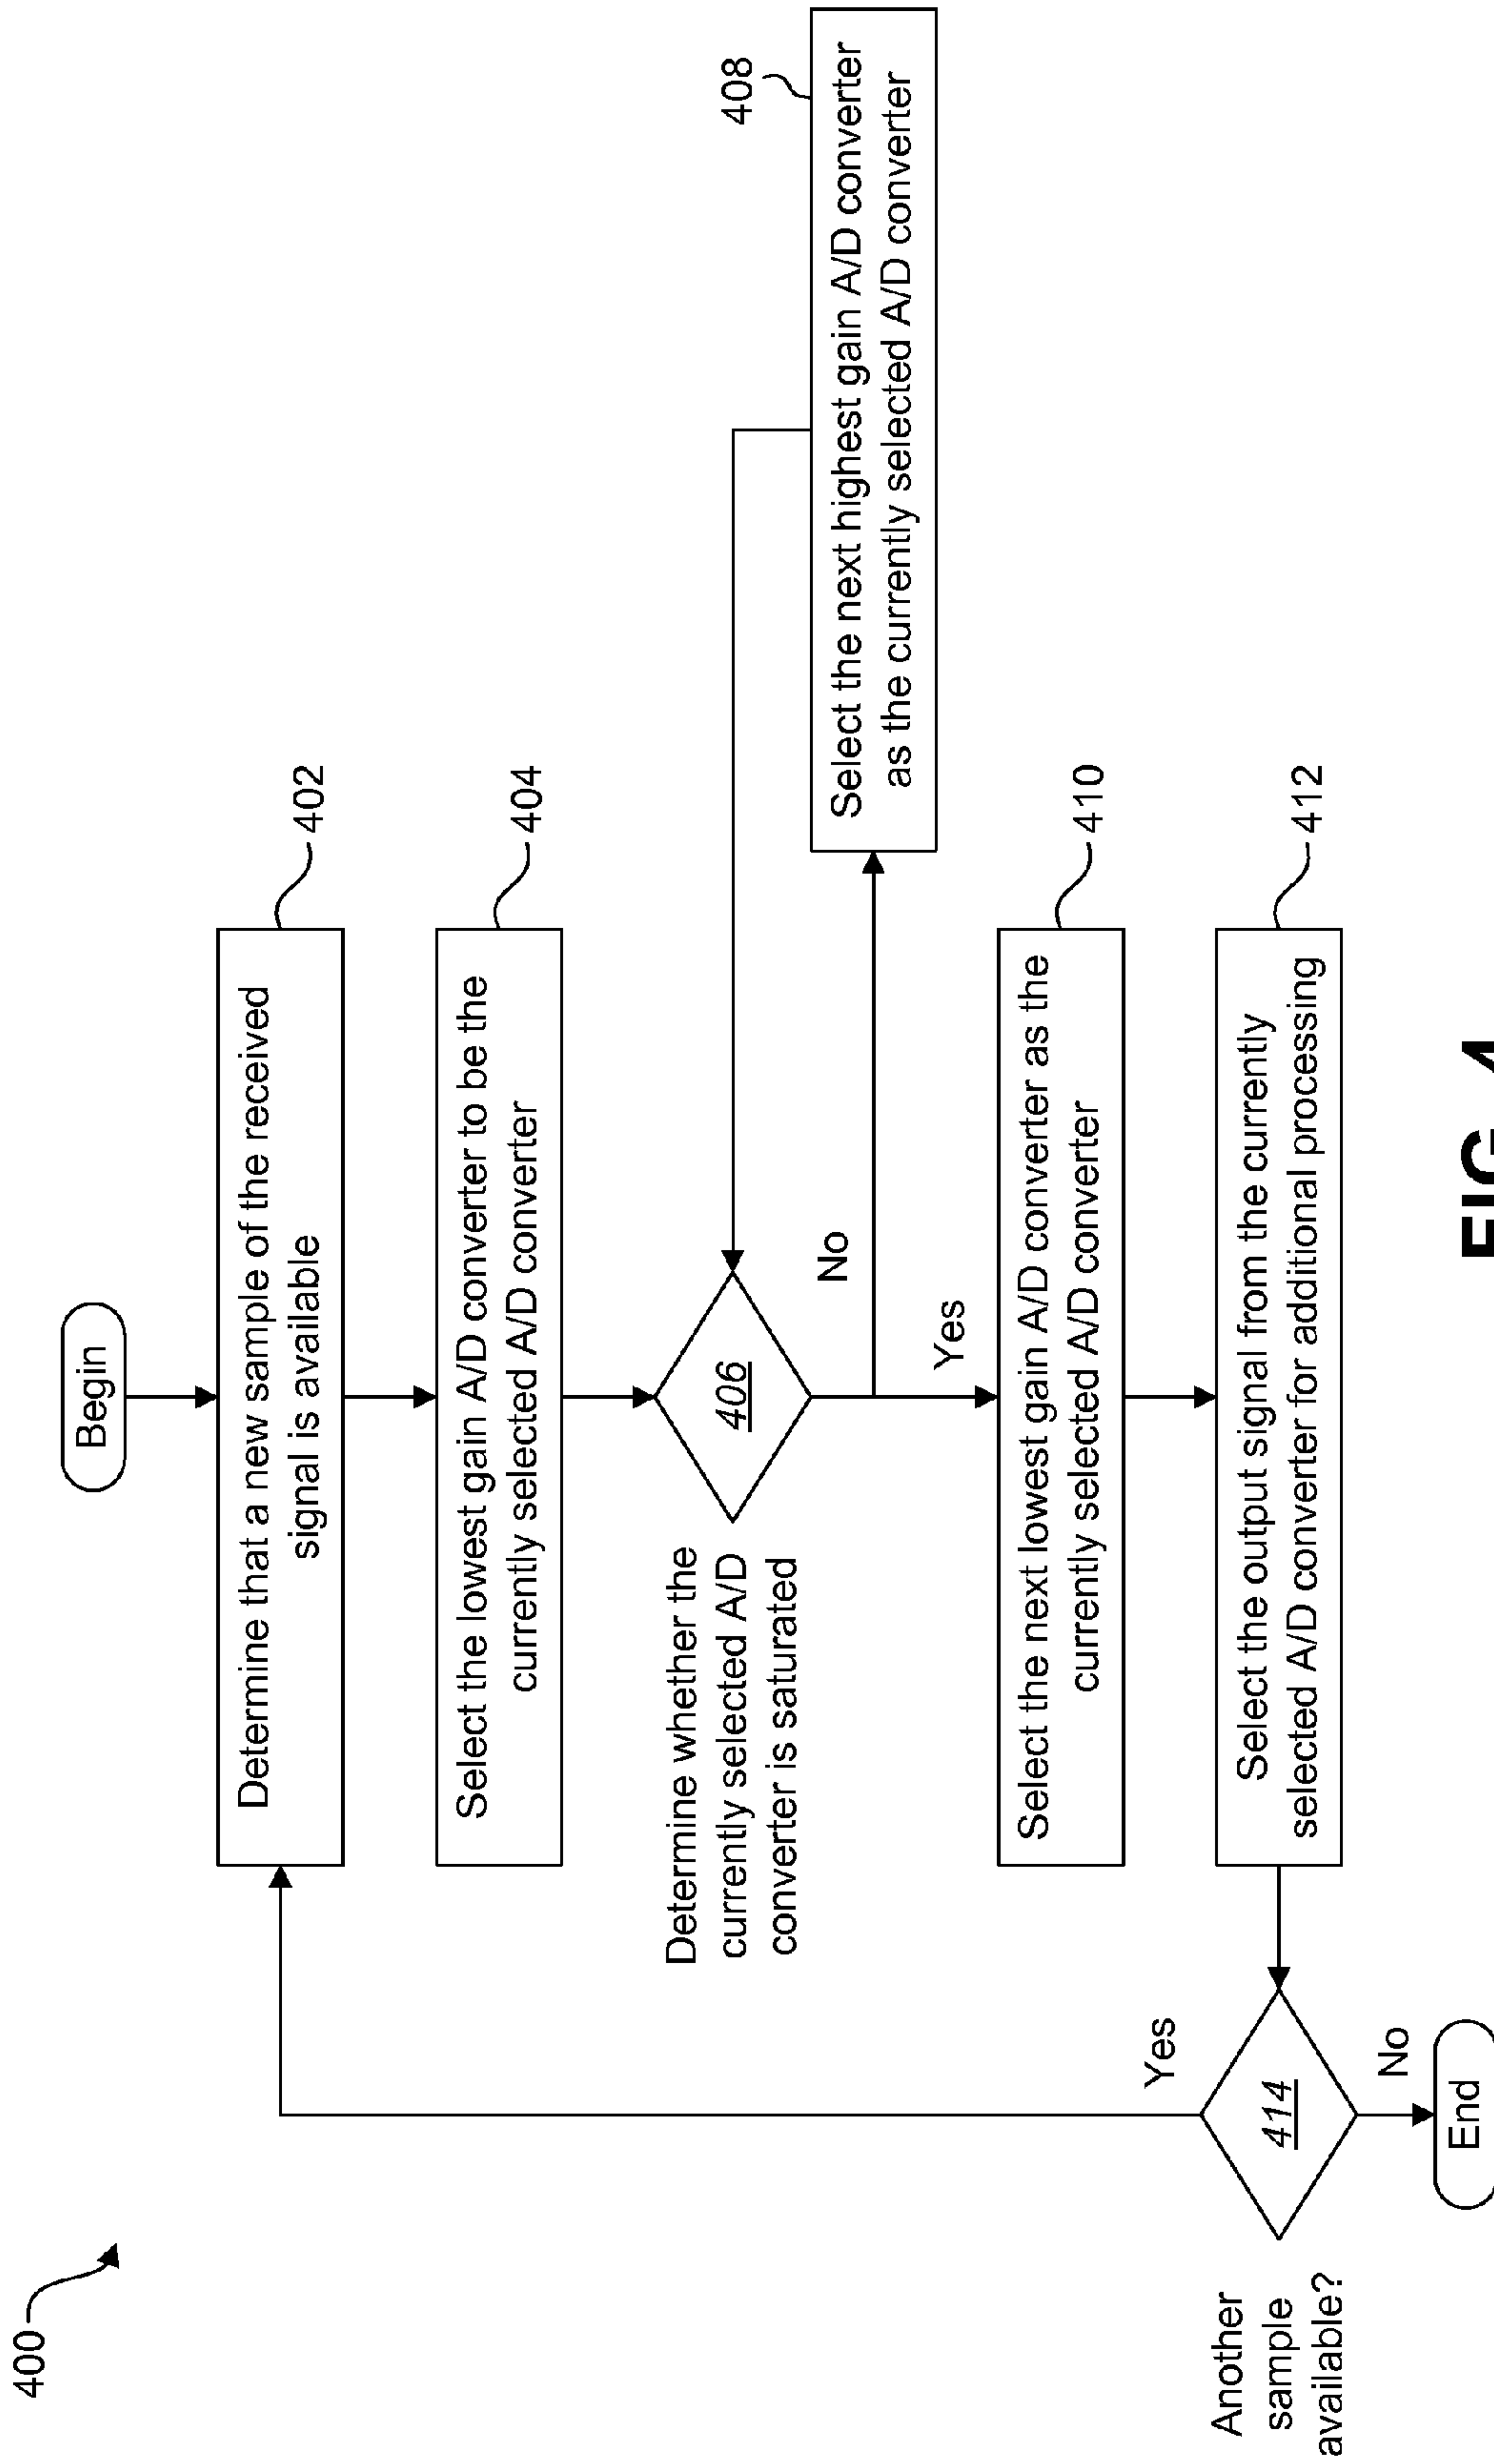 400
Begin
Determine that a new sample of the received
signal is available
402
Select the lowest gain A/D converter to be the
currently selected A/D converter
404
Determine whether the
currently selected A/D
converter is saturated
406
No
Select the next highest gain A/D converter
as the currently selected A/D converter
408
Yes
Select the next lowest gain A/D converter as the
currently selected A/D converter
410
Select the output signal from the currently
selected A/D converter for additional processing
412
Another
sample
available?
414
Yes
No
End
FIG. 4